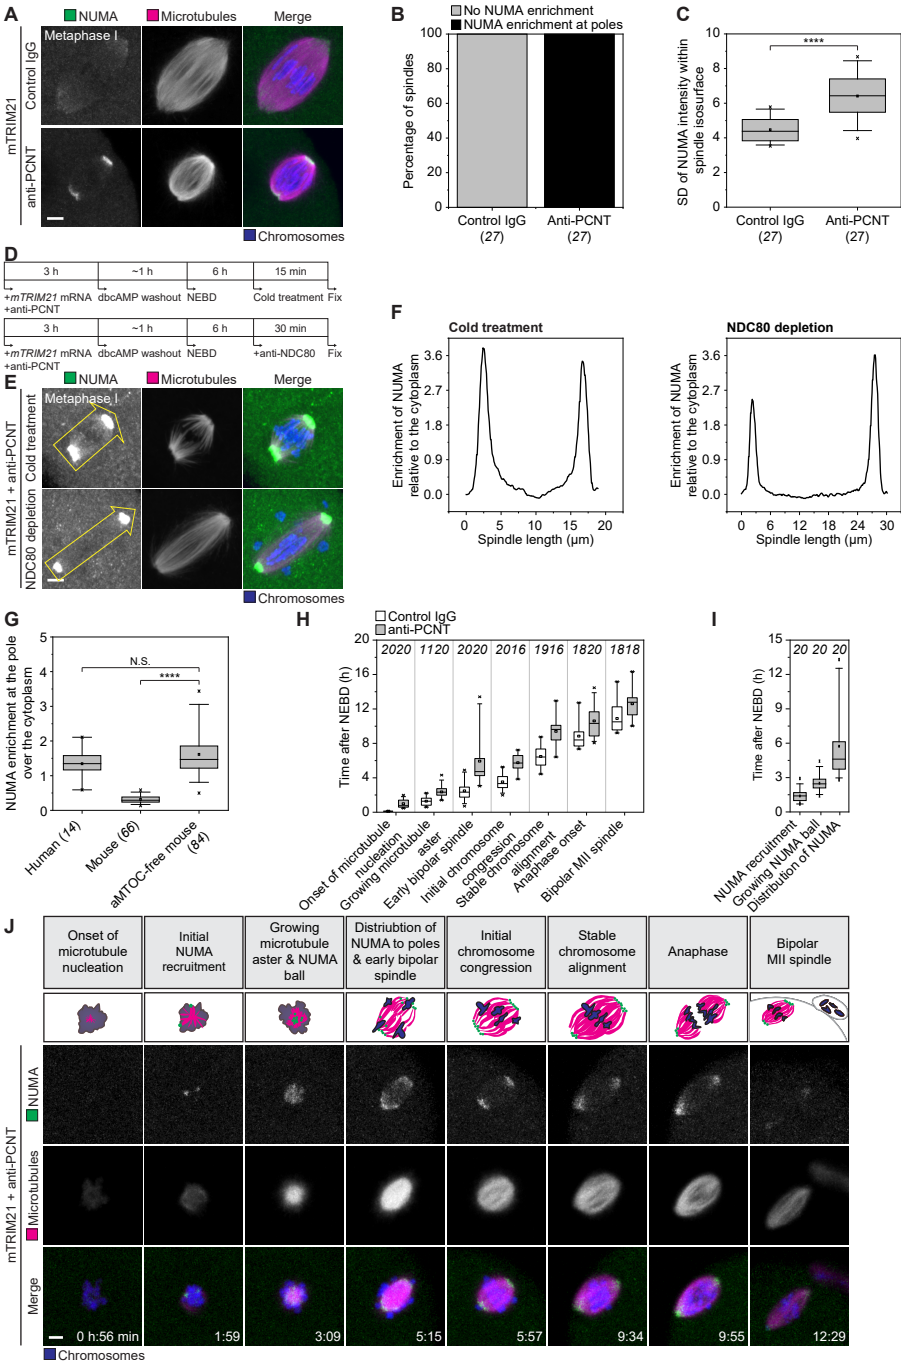 A
NUMA Microtubules Merge
mTRIM21
Control IgG
Metaphase I
anti-PCNT
Chromosomes
B
No NUMA enrichment
NUMA enrichment at poles
Percentage of spindles
100
80
60
40
20
0
Control IgG
(27)
Anti-PCNT
(27)
C
SD of NUMA intensity within
spindle isosurface
10
8
6
4
2
0
****
Control IgG
(27)
Anti-PCNT
(27)
D
3 h ~1 h 6 h 15 min
+mTRIM21 mRNA dbcAMP washout NEBD Cold treatment Fix
+anti-PCNT
3 h ~1 h 6 h 30 min
+mTRIM21 mRNA dbcAMP washout NEBD +anti-NDC80 Fix
+anti-PCNT
E
NUMA Microtubules Merge
mTRIM21 + anti-PCNT
Cold treatment
Metaphase I
NDC80 depletion
Chromosomes
F
Cold treatment
Enrichment of NUMA
relative to the cytoplasm
3.6
2.7
1.8
0.9
0.0
0 5 10 15 20
Spindle length (μm)
NDC80 depletion
Enrichment of NUMA
relative to the cytoplasm
3.6
2.7
1.8
0.9
0.0
0 6 12 18 24 30
Spindle length (μm)
G
NUMA enrichment at the pole
over the cytoplasm
5
4
3
2
1
0
N.S.
****
Human (14)
Mouse (66)
aMTOC-free mouse
(84)
H
Control IgG
anti-PCNT
Time after NEBD (h)
20
16
12
8
4
0
2020 1120 2020 2016 1916 1820 1818
Onset of microtubule
nucleation
Growing microtubule
aster
Early bipolar spindle
Initial chromosome
congression
Stable chromosome
alignment
Anaphase onset
Bipolar MII spindle
I
Time after NEBD (h)
15
12
9
6
3
0
20 20 20
NUMA recruitment
Growing NUMA ball
Distribution of NUMA
J
Onset of
microtubule
nucleation
Initial
NUMA
recruitment
Growing
microtubule
aster & NUMA
ball
Distriubtion of
NUMA to poles
& early bipolar
spindle
Initial
chromosome
congression
Stable
chromosome
alignment
Anaphase
Bipolar
MII spindle
mTRIM21 + anti-PCNT
NUMA
Microtubules
Merge
0 h:56 min 1:59 3:09 5:15 5:57 9:34 9:55 12:29
Chromosomes